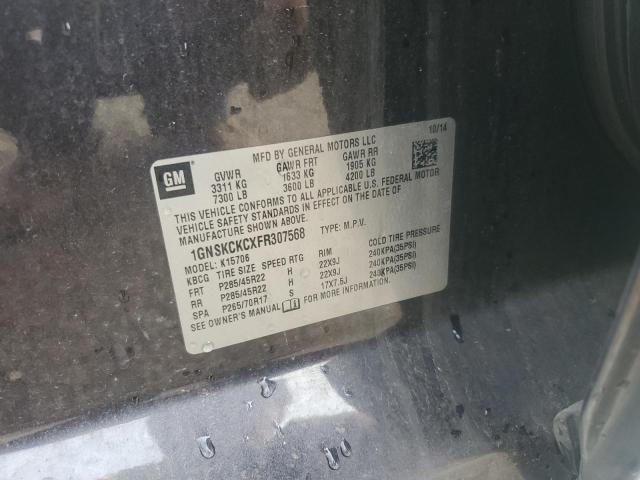 GM
MFD BY GENERAL MOTORS LLC 10/14
GVWR GAWR FRT GAWR RR
3311 KG 1633 KG 1905 KG
7300 LB 3600 LB 4200 LB
THIS VEHICLE CONFORMS TO ALL APPLICABLE U.S. FEDERAL MOTOR
VEHICLE SAFETY STANDARDS IN EFFECT ON THE DATE OF
MANUFACTURE SHOWN ABOVE.
1GNSKCKCXFR307568 TYPE: M.P.V.
MODEL: K15706
KBCG TIRE SIZE SPEED RTG RIM COLD TIRE PRESSURE
FRT P285/45R22 H 22X9J 240KPA(35PSI)
RR P285/45R22 H 22X9J 240KPA(35PSI)
SPA P265/70R17 S 17X7.5J 240KPA(35PSI)
SEE OWNER'S MANUAL FOR MORE INFORMATION.